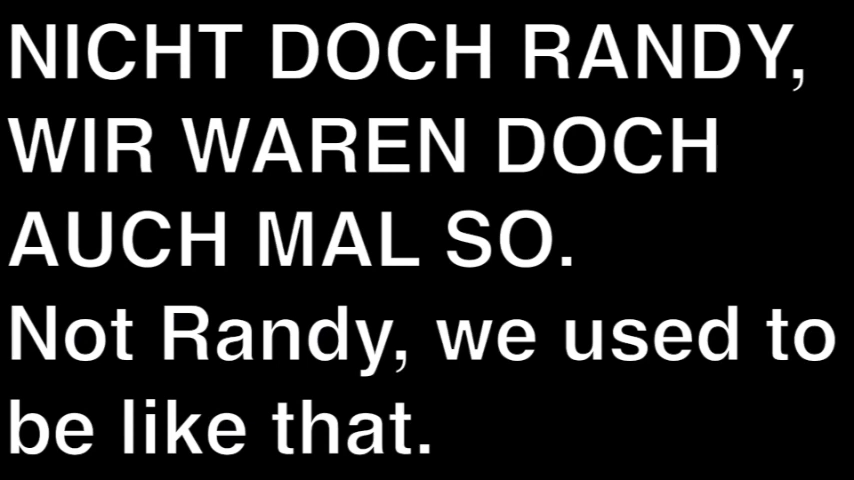 NICHT DOCH RANDY,
WIR WAREN DOCH
AUCH MAL SO.
Not Randy, we used to
be like that.